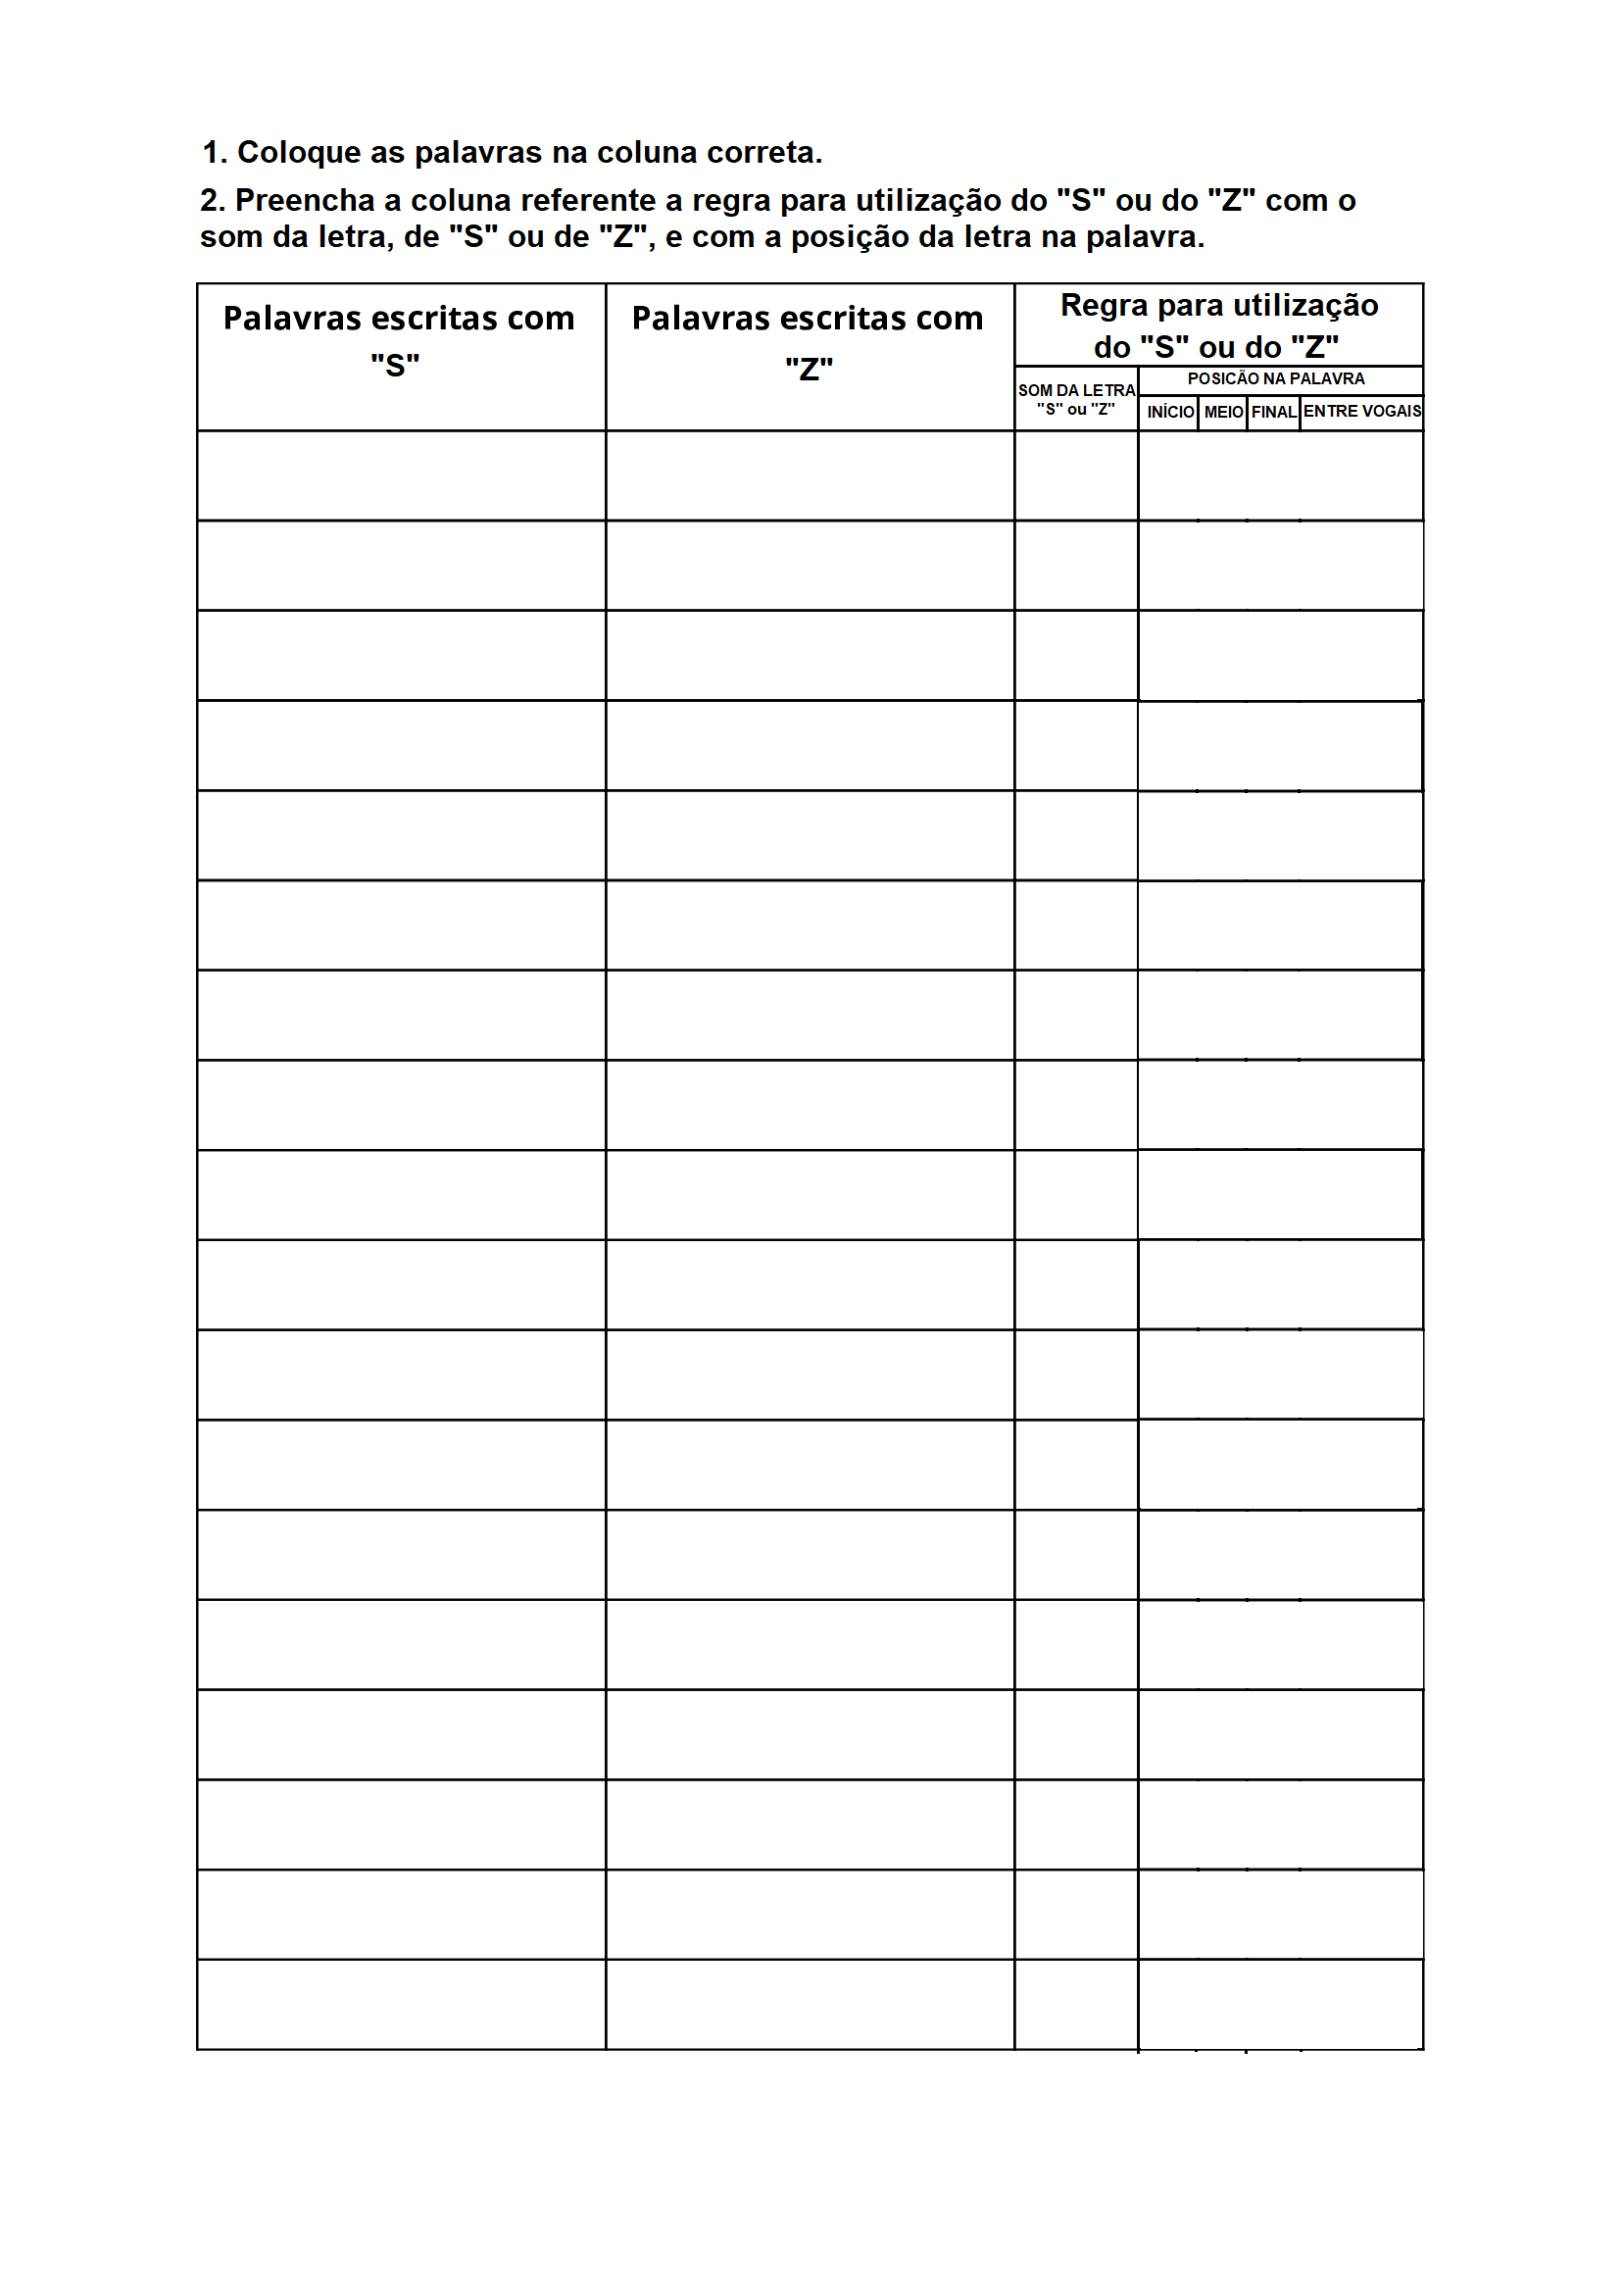 1. Coloque as palavras na coluna correta.
2. Preencha a coluna referente a regra para utilização do "S" ou do "Z" com o
som da letra, de "S" ou de "Z", e com a posição da letra na palavra.
Palavras escritas com
"S"
Palavras escritas com
"Z"
Regra para utilização
do "S" ou do "Z"
SOM DA LETRA
"S" ou "Z"
POSICÃO NA PALAVRA
INÍCIO MEIO FINAL ENTRE VOGAIS